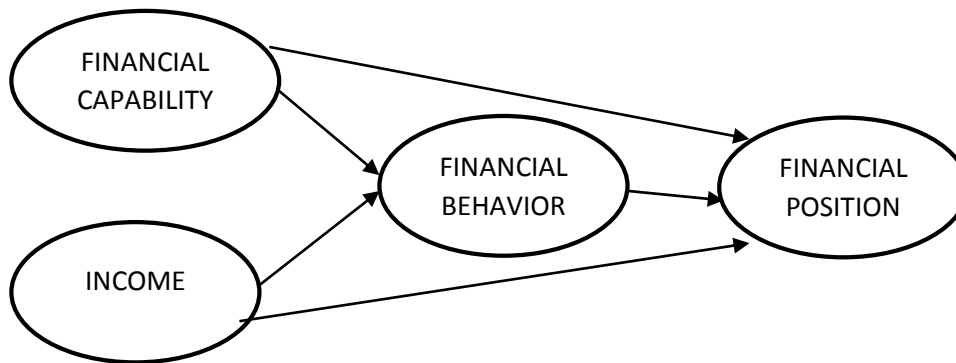 FINANCIAL
CAPABILITY
FINANCIAL
BEHAVIOR
FINANCIAL
POSITION
INCOME